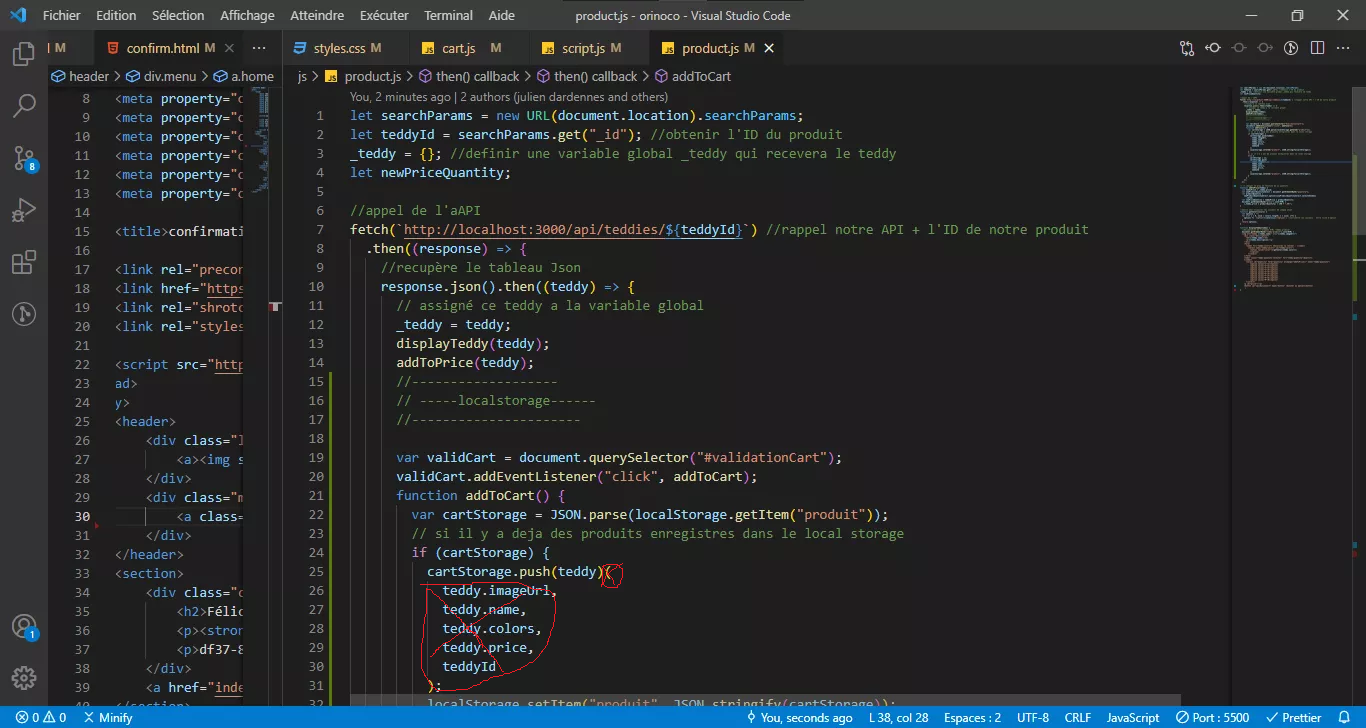 Fichier Edition Sélection Affichage Atteindre Exécuter Terminal Aide product.js - orinoco - Visual Studio Code
M confirm.html M styles.css M JS cart.js M JS script.js M JS product.js M
header > div.menu > a.home js > JS product.js > then() callback > then() callback > addToCart
8 <meta property="c
9 <meta property="c
10 <meta property="c
11 <meta property="c
12 <meta property="c
13 <meta property="c
14
15 <title>confirmati
16
17 <link rel="precon
18 <link href="https
19 <link rel="shroto
20 <link rel="styles
21
22 <script src="http
23 ad>
24 y>
25 <header>
26 <div class="l
27 <a><img s
28 </div>
29 <div class="m
30 <a class=
31 </div>
32 </header>
33 <section>
34 <div class="c
35 <h2>Félic
36 <p><stron
37 <p>df37-8
38 </div>
39 <a href="inde
You, 2 minutes ago | 2 authors (julien dardennes and others)
1 let searchParams = new URL(document.location).searchParams;
2 let teddyId = searchParams.get("_id"); //obtenir l'ID du produit
3 _teddy = {}; //definir une variable global _teddy qui recevera le teddy
4 let newPriceQuantity;
5
6 //appel de l'aAPI
7 fetch(`http://localhost:3000/api/teddies/${teddyId}`) //rappel notre API + l'ID de notre produit
8 .then((response) => {
9 //recupère le tableau Json
10 response.json().then((teddy) => {
11 // assigné ce teddy a la variable global
12 _teddy = teddy;
13 displayTeddy(teddy);
14 addToPrice(teddy);
15 //-------------------
16 // -----localstorage------
17 //----------------------
18
19 var validCart = document.querySelector("#validationCart");
20 validCart.addEventListener("click", addToCart);
21 function addToCart() {
22 var cartStorage = JSON.parse(localStorage.getItem("produit"));
23 // si il y a deja des produits enregistres dans le local storage
24 if (cartStorage) {
25 cartStorage.push(teddy)(
26 teddy.imageUrl,
27 teddy.name,
28 teddy.colors,
29 teddy.price,
30 teddyId
31 );
32 localStorage.setItem("produit", JSON.stringify(cartStorage));
8
1
0 0 Minify You, seconds ago L 38, col 28 Espaces : 2 UTF-8 CRLF JavaScript Port : 5500 Prettier